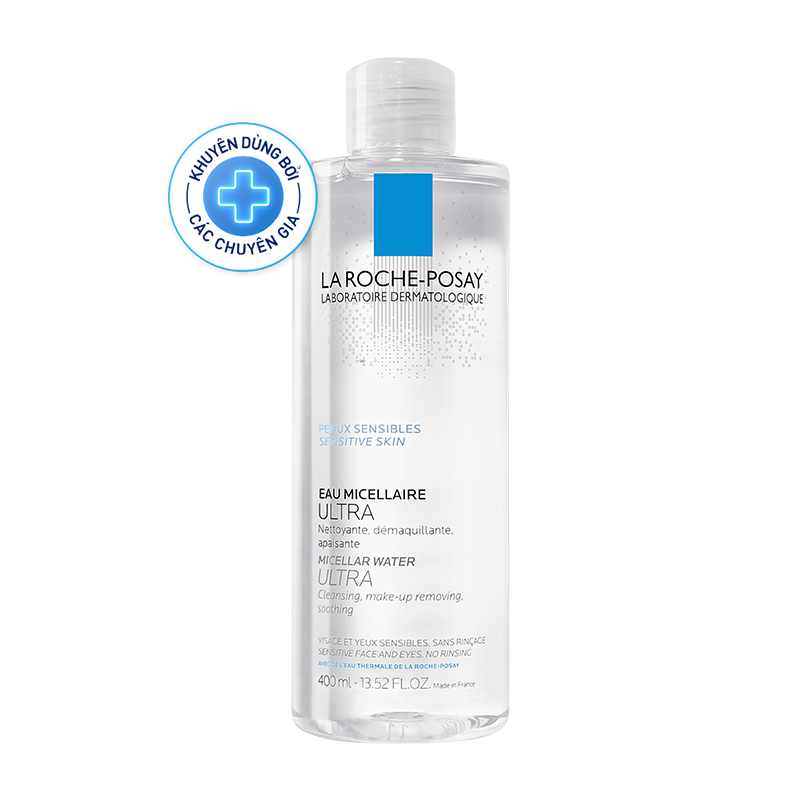 KHUYÊN DÙNG BỞI
CÁC CHUYÊN GIA
LA ROCHE-POSAY
LABORATOIRE DERMATOLOGIQUE
PEAUX SENSIBLES
SENSITIVE SKIN
EAU MICELLAIRE
ULTRA
Nettoyante, démaquillante,
apaisante
MICELLAR WATER
ULTRA
Cleansing, make-up removing,
soothing
VISAGE ET YEUX SENSIBLES. SANS RINÇAGE
SENSITIVE FACE AND EYES. NO RINSING
AVEC DE L'EAU THERMALE DE LA ROCHE-POSAY
400 ml - 13.52 FL.OZ. Made in France